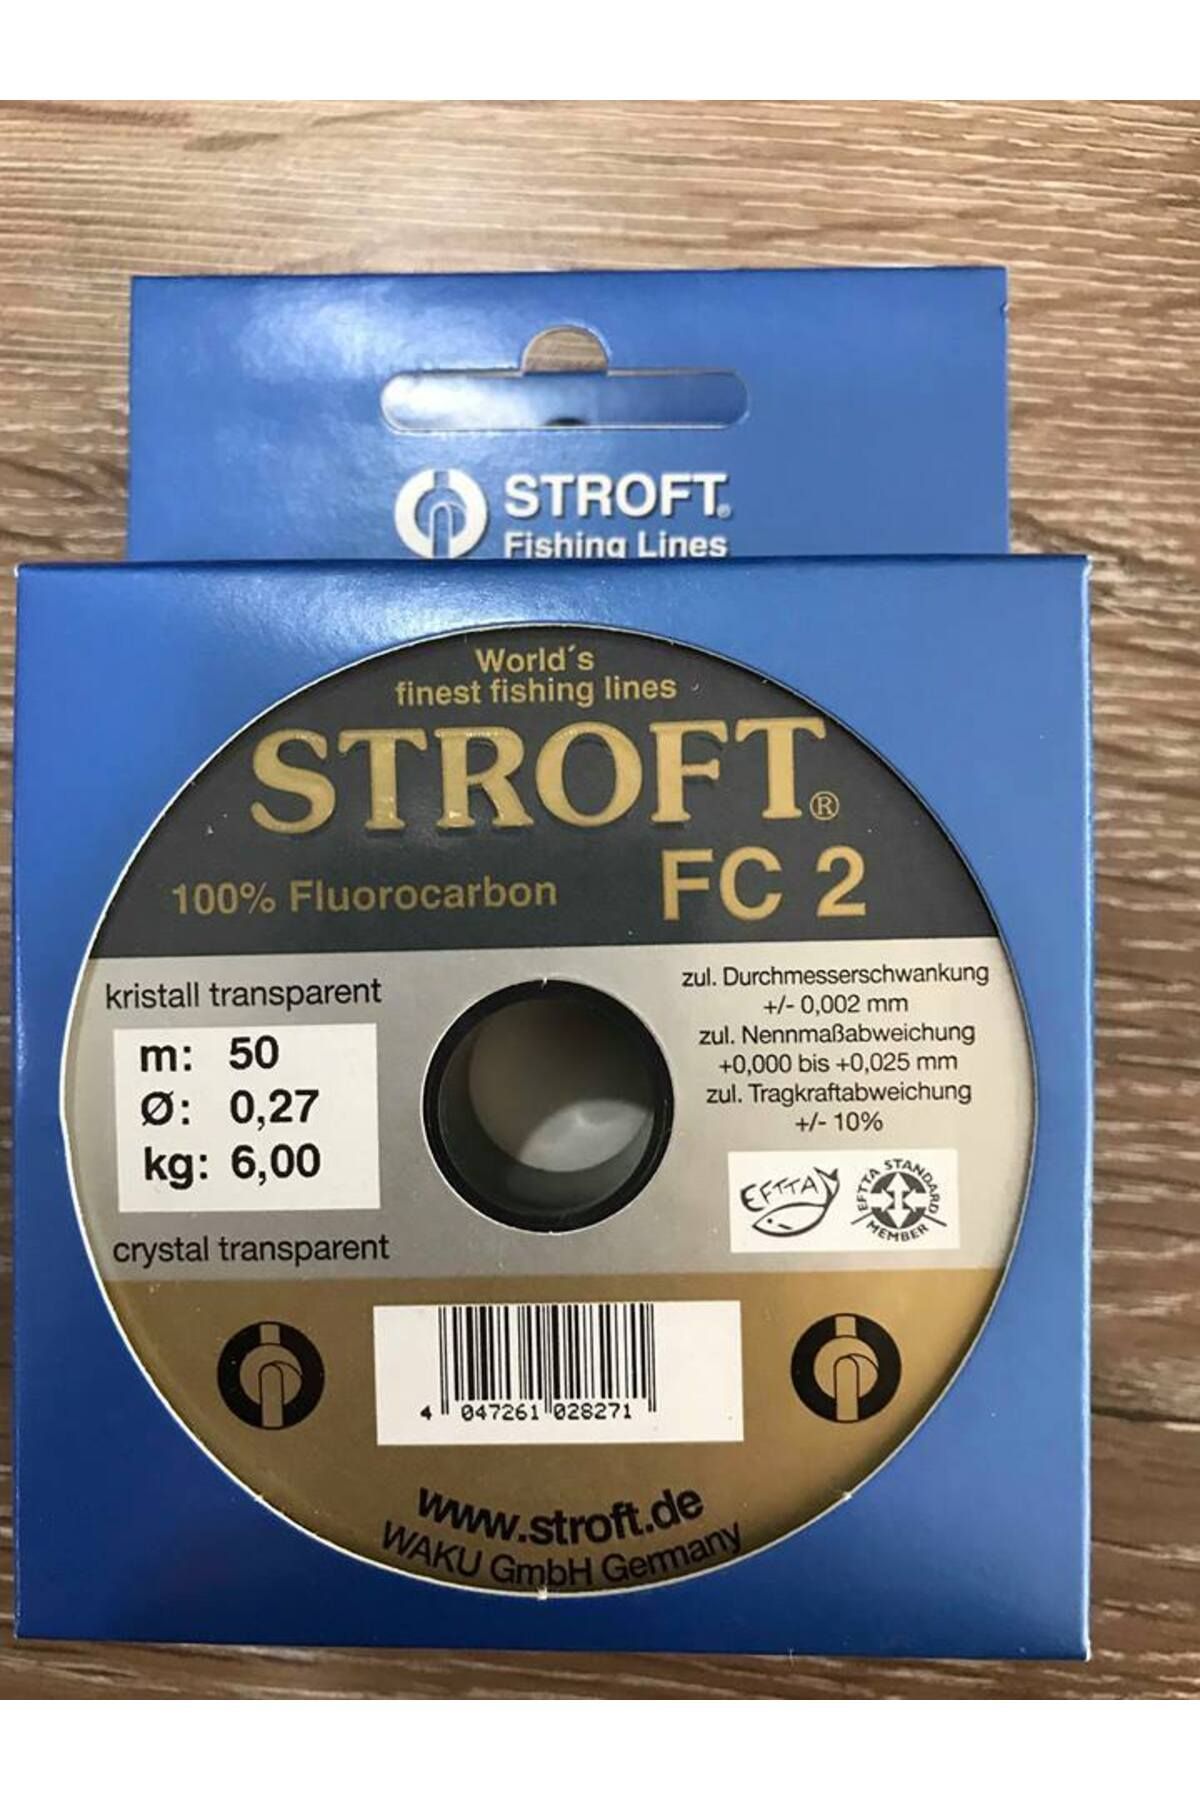 STROFT®
Fishing Lines
World´s
finest fishing lines
STROFT®
100% Fluorocarbon FC 2
kristall transparent
m: 50
Ø: 0,27
kg: 6,00
crystal transparent
zul. Durchmesserschwankung
+/- 0,002 mm
zul. Nennmaßabweichung
+0,000 bis +0,025 mm
zul. Tragkraftabweichung
+/- 10%
EFTTA
EFTTA STANDARD
MEMBER
4 047261 028271
www.stroft.de
WAKU GmbH Germany